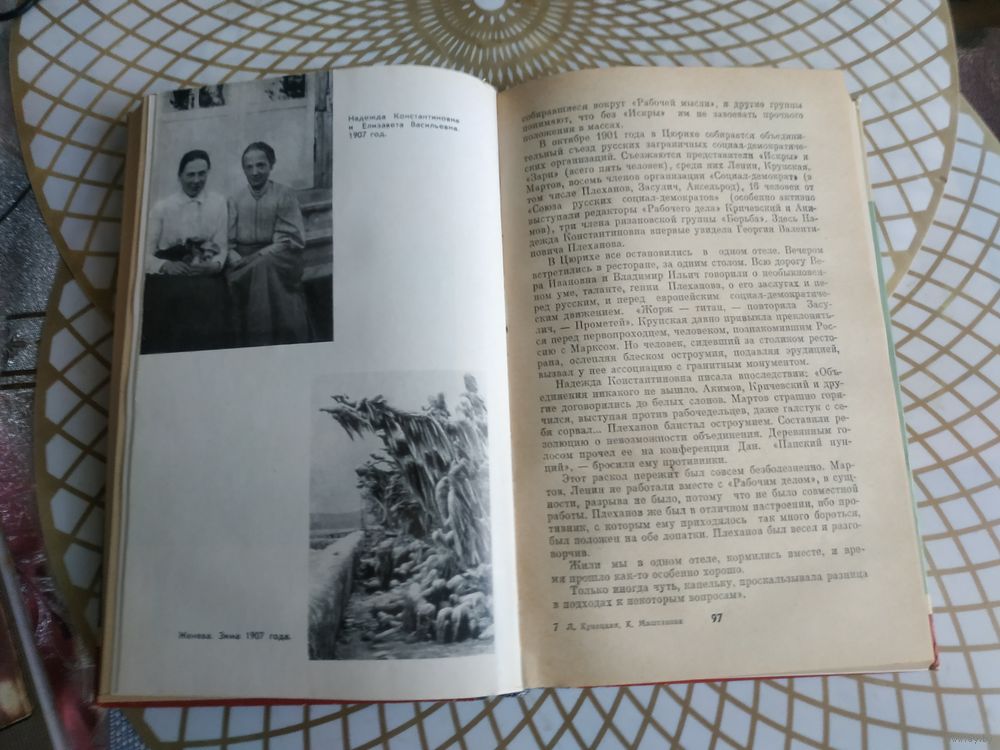 Надежда Константиновна
и Елизавета Васильевна.
1907 год.
Женева. Зима 1907 года.
собиравшиеся вокруг «Рабочей мысли», и другие группы
понимают, что без «Искры» им не завоевать прочного
положения в массах.
В октябре 1901 года в Цюрихе собирается объедини-
тельный съезд русских заграничных социал-демократиче-
ских организаций. Съезжаются представители «Искры» и
«Зари» (всего пять человек), среди них Ленин, Крупская,
Мартов, восемь членов организации «Социал-демократ» (в
том числе Плеханов, Засулич, Аксельрод), 16 человек от
«Союза русских социал-демократов» (особенно активно
выступали редакторы «Рабочего дела» Кричевский и Аки-
мов), три члена рязановской группы «Борьба». Здесь На-
дежда Константиновна впервые увидела Георгия Валенти-
новича Плеханова.
В Цюрихе все остановились в одном отеле. Вечером
встретились в ресторане, за одним столом. Всю дорогу Ве-
ра Ивановна и Владимир Ильич говорили о необыкновен-
ном уме, таланте, гении Плеханова, о его заслугах и пе-
ред русским, и перед европейским социал-демократиче-
ским движением. «Жорж — титан, — повторяла Засу-
лич, — Прометей». Крупская давно привыкла преклонять-
ся перед первопроходцем, человеком, познакомившим Рос-
сию с Марксом. Но человек, сидевший за столиком ресто-
рана, ослепляя блеском остроумия, подавляя эрудицией,
вызвал у нее ассоциацию с гранитным монументом.
Надежда Константиновна писала впоследствии: «Объ-
единения никакого не вышло. Акимов, Кричевский и дру-
гие договорились до белых слонов. Мартов страшно горя-
чился, выступая против рабочедельцев, даже галстук с се-
бя сорвал... Плеханов блистал остроумием. Составили ре-
золюцию о невозможности объединения. Деревянным го-
лосом прочел ее на конференции Дан. «Папский нун-
ций», — бросили ему противники.
Этот раскол пережит был совсем безболезненно. Мар-
тов, Ленин не работали вместе с «Рабочим делом», в сущ-
ности, разрыва не было, потому что не было совместной
работы. Плеханов же был в отличном настроении, ибо про-
тивник, с которым ему приходилось так много бороться,
был положен на обе лопатки. Плеханов был весел и разго-
ворчив.
Жили мы в одном отеле, кормились вместе, и вре-
мя прошло как-то особенно хорошо.
Только иногда чуть, капельку, проскальзывала разница
в подходах к некоторым вопросам».
7 Л. Кунецкая, К. Маштакова 97